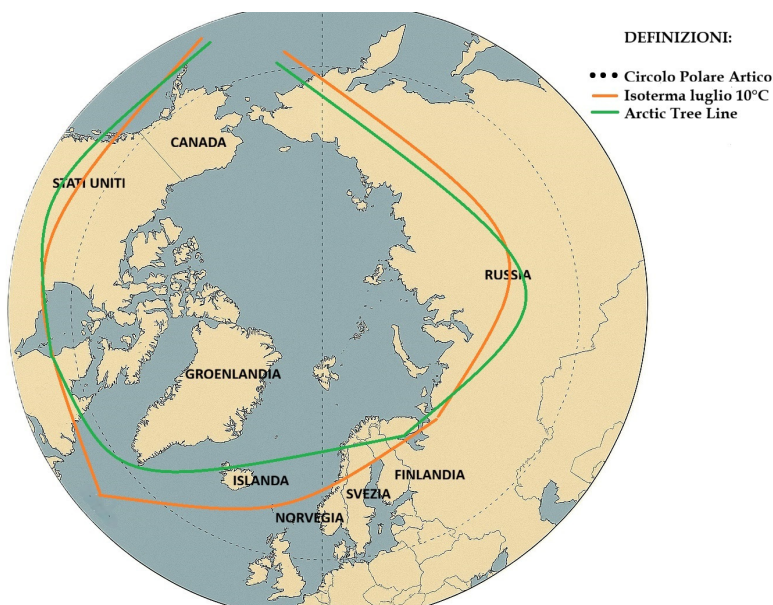 DEFINIZIONI:
Circolo Polare Artico
Isoterma luglio 10°C
Arctic Tree Line
CANADA
STATI UNITI
RUSSIA
GROENLANDIA
ISLANDA
FINLANDIA
SVEZIA
NORVEGIA